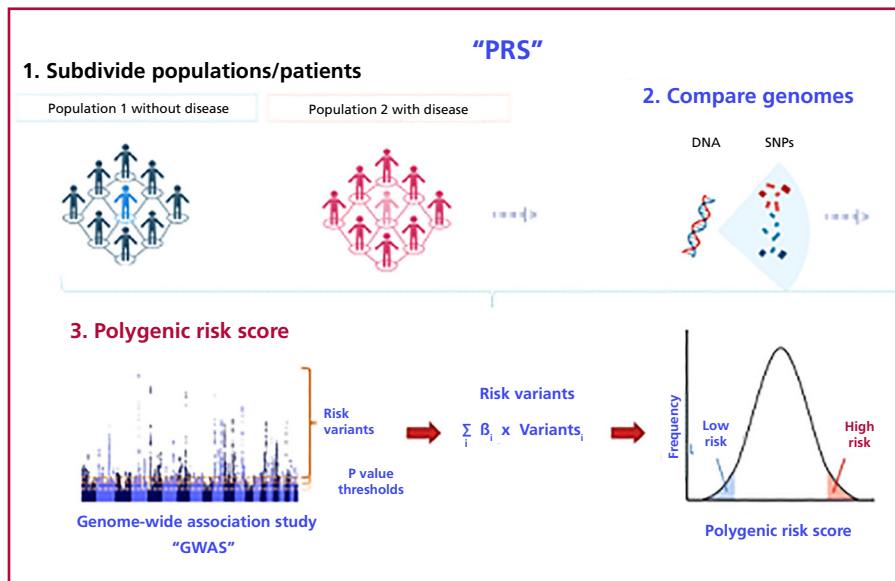 “PRS”
1. Subdivide populations/patients
Population 1 without disease
Population 2 with disease
2. Compare genomes
DNA
SNPs
3. Polygenic risk score
Risk
variants
P value
thresholds
Genome-wide association study
“GWAS”
Risk variants
∑ ß x Variants
i i i
Frequency
Low
risk
High
risk
Polygenic risk score